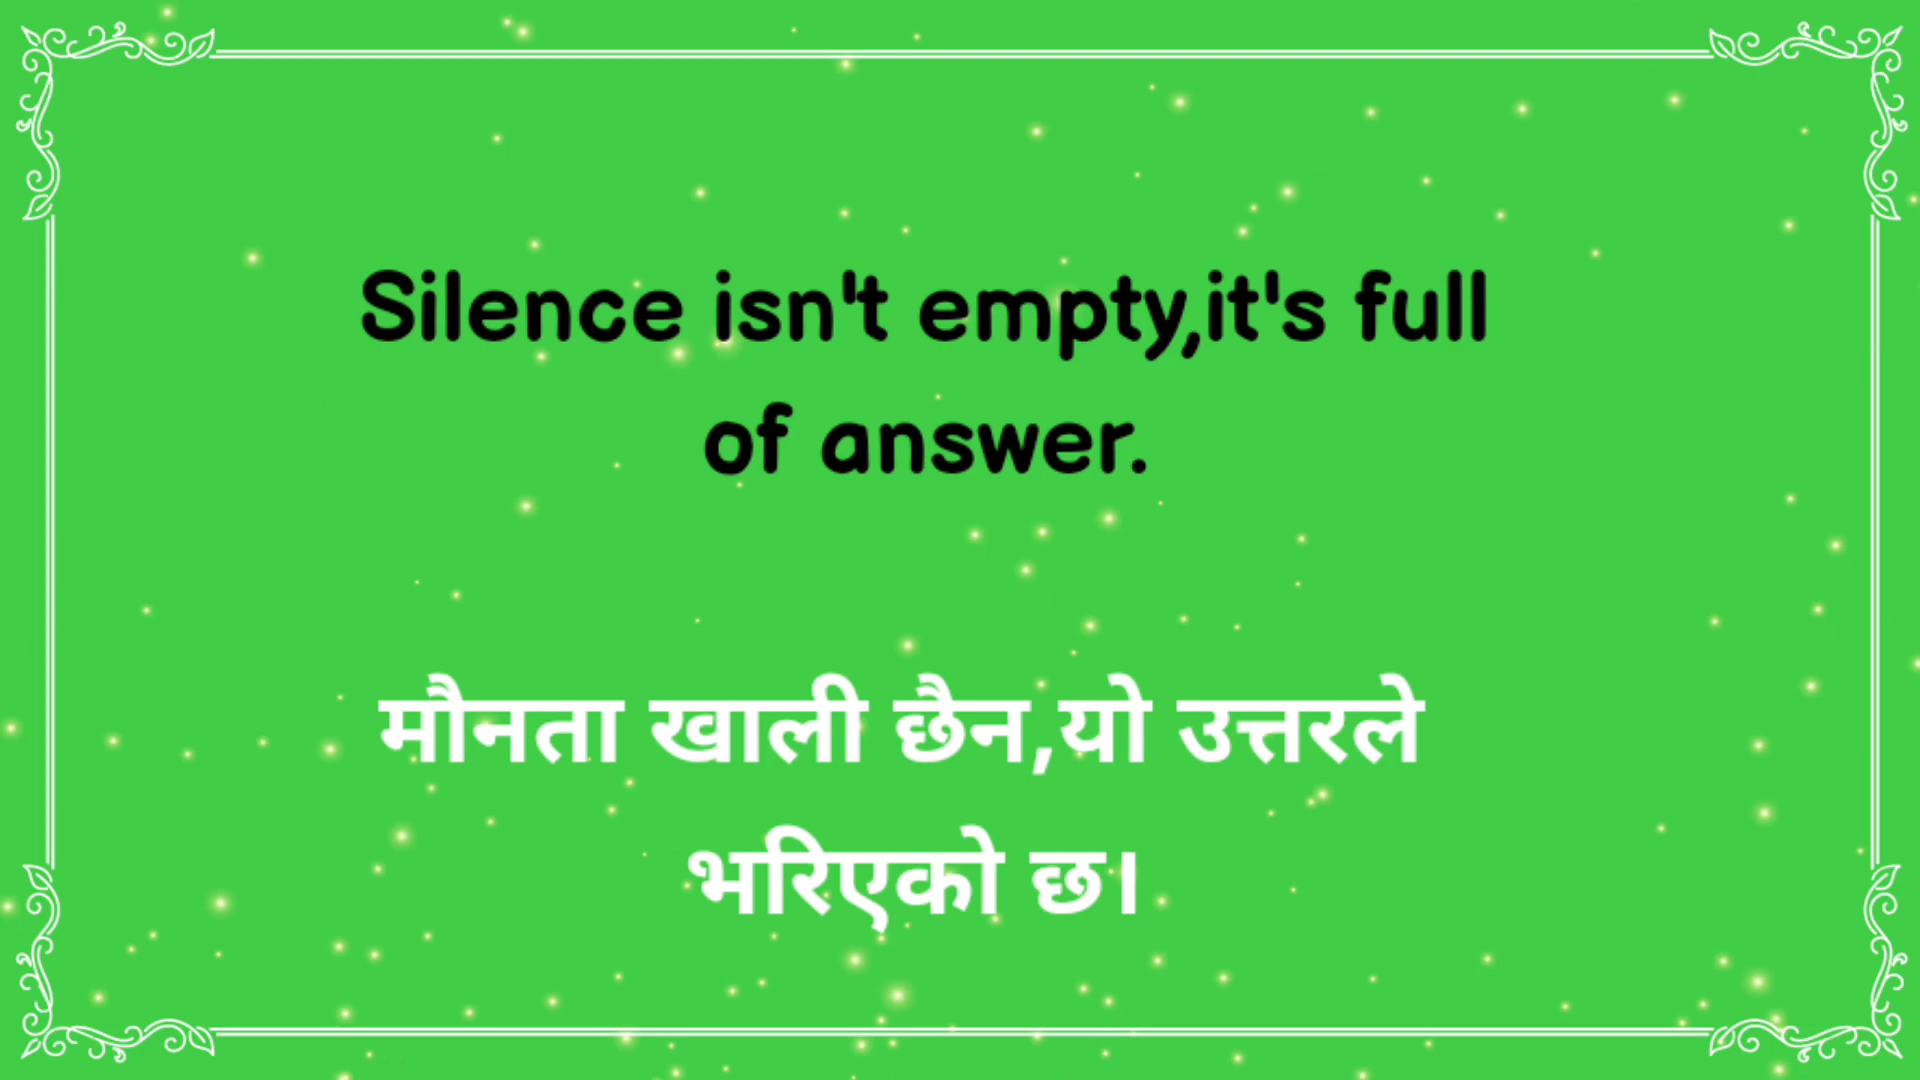 Silence isn't empty,it's full
of answer.
मौनता खाली छैन,यो उत्तरले
भरिएको छ।